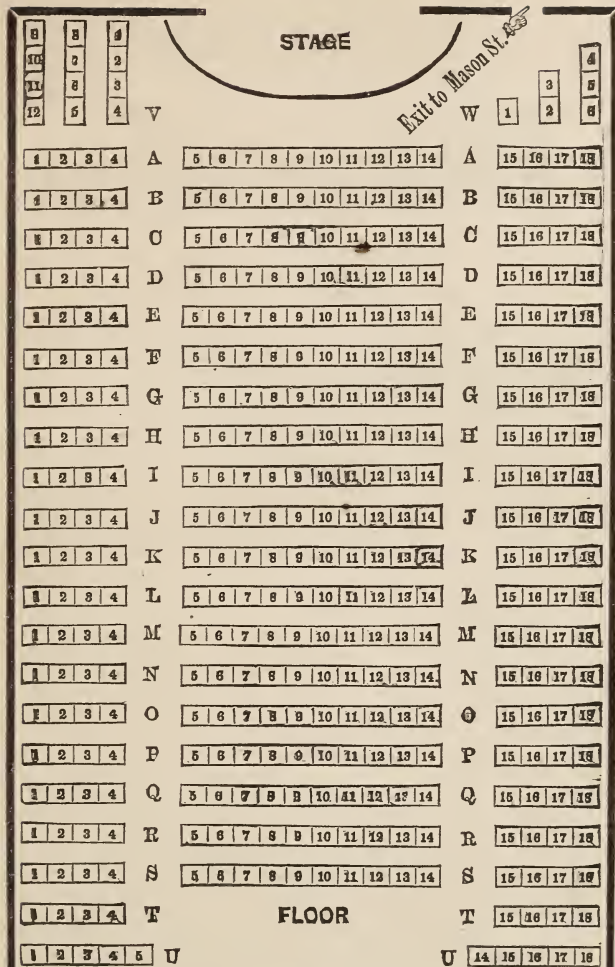 STAGE
Exit to Mason St.
9 8 1
10 7 2 4
11 6 3 3 5
12 5 4 V W 1 2 6
1 2 3 4 A 5 6 7 8 9 10 11 12 13 14 A 15 16 17 18
1 2 3 4 B 5 6 7 8 9 10 11 12 13 14 B 15 16 17 18
1 2 3 4 C 5 6 7 8 9 10 11 12 13 14 C 15 16 17 18
1 2 3 4 D 5 6 7 8 9 10 11 12 13 14 D 15 16 17 18
1 2 3 4 E 5 6 7 8 9 10 11 12 13 14 E 15 16 17 18
1 2 3 4 F 5 6 7 8 9 10 11 12 13 14 F 15 16 17 18
1 2 3 4 G 5 6 7 8 9 10 11 12 13 14 G 15 16 17 18
1 2 3 4 H 5 6 7 8 9 10 11 12 13 14 H 15 16 17 18
1 2 3 4 I 5 6 7 8 9 10 11 12 13 14 I 15 16 17 18
1 2 3 4 J 5 6 7 8 9 10 11 12 13 14 J 15 16 17 18
1 2 3 4 K 5 6 7 8 9 10 11 12 13 14 K 15 16 17 18
1 2 3 4 L 5 6 7 8 9 10 11 12 13 14 L 15 16 17 18
1 2 3 4 M 5 6 7 8 9 10 11 12 13 14 M 15 16 17 18
1 2 3 4 N 5 6 7 8 9 10 11 12 13 14 N 15 16 17 18
1 2 3 4 O 5 6 7 8 9 10 11 12 13 14 O 15 16 17 18
1 2 3 4 P 5 6 7 8 9 10 11 12 13 14 P 15 16 17 18
1 2 3 4 Q 5 6 7 8 9 10 11 12 13 14 Q 15 16 17 18
1 2 3 4 R 5 6 7 8 9 10 11 12 13 14 R 15 16 17 18
1 2 3 4 S 5 6 7 8 9 10 11 12 13 14 S 15 16 17 18
1 2 3 4 T FLOOR T 15 16 17 18
1 2 3 4 5 U U 14 15 16 17 18